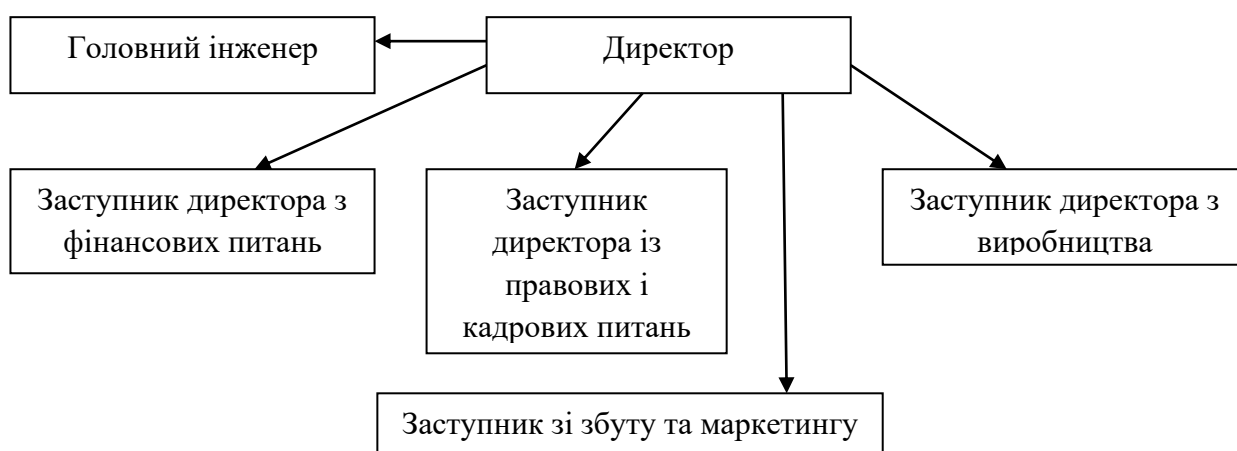 Головний інженер
Директор
Заступник директора з
фінансових питань
Заступник
директора із
правових і
кадрових питань
Заступник директора з
виробництва
Заступник зі збуту та маркетингу